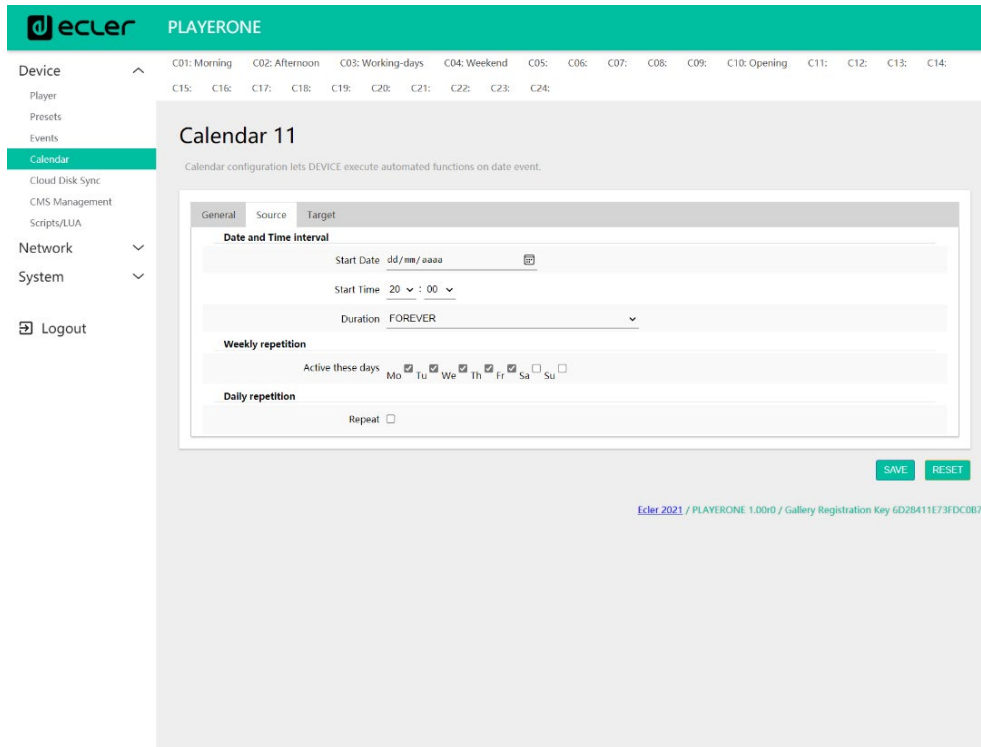 ecler
PLAYERONE
Device
Player
Presets
Events
Calendar
Cloud Disk Sync
CMS Management
Scripts/LUA
Network
System
Logout
C01: Morning C02: Afternoon C03: Working-days C04: Weekend C05: C06: C07: C08: C09: C10: Opening C11: C12: C13: C14:
C15: C16: C17: C18: C19: C20: C21: C22: C23: C24:
Calendar 11
Calendar configuration lets DEVICE execute automated functions on date event.
General Source Target
Date and Time interval
Start Date dd/mm/aaaa
Start Time 20 : 00
Duration FOREVER
Weekly repetition
Active these days Mo Tu We Th Fr Sa Su
Daily repetition
Repeat
SAVE RESET
Ecler 2021 / PLAYERONE 1.00r0 / Gallery Registration Key 6D28411E73FDC0B7